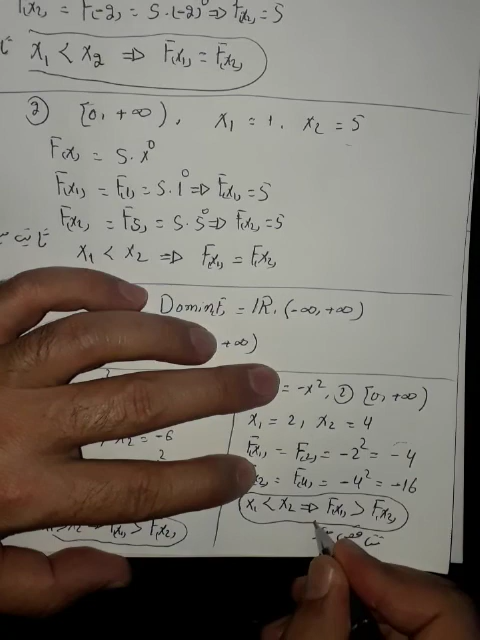 F(x₂) = F(-2) = 5·(-2)⁰ ⇒ F(x₂) = 5
x₁ < x₂ ⇒ F(x₁) = F(x₂)
② [0, +∞), x₁ = 1, x₂ = 5
F(x) = 5·x⁰
F(x₁) = F(1) = 5·1⁰ ⇒ F(x₁) = 5
F(x₂) = F(5) = 5·5⁰ ⇒ F(x₂) = 5
x₁ < x₂ ⇒ F(x₁) = F(x₂)
ثابت
Domint, = IR, (-∞, +∞)
+∞)
= -x², ② [0, +∞)
x₁ = 2, x₂ = 4
F(x₁) = F(2) = -2² = -4
= F(4) = -4² = -16
x₁ < x₂ ⇒ F(x₁) > F(x₂)
x₂ = -6
2
F(x₁) > F(x₂)